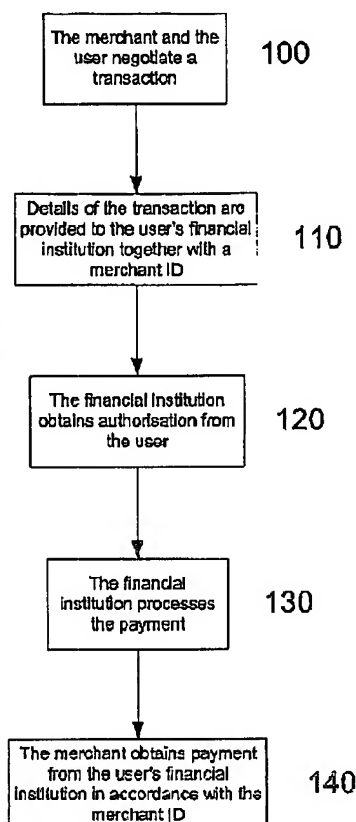 The merchant and the
user negotiate a
transaction
100
Details of the transaction are
provided to the user's financial
institution together with a
merchant ID
110
The financial institution
obtains authorisation from
the user
120
The financial
institution processes
the payment
130
The merchant obtains payment
from the user's financial
institution in accordance with the
merchant ID
140